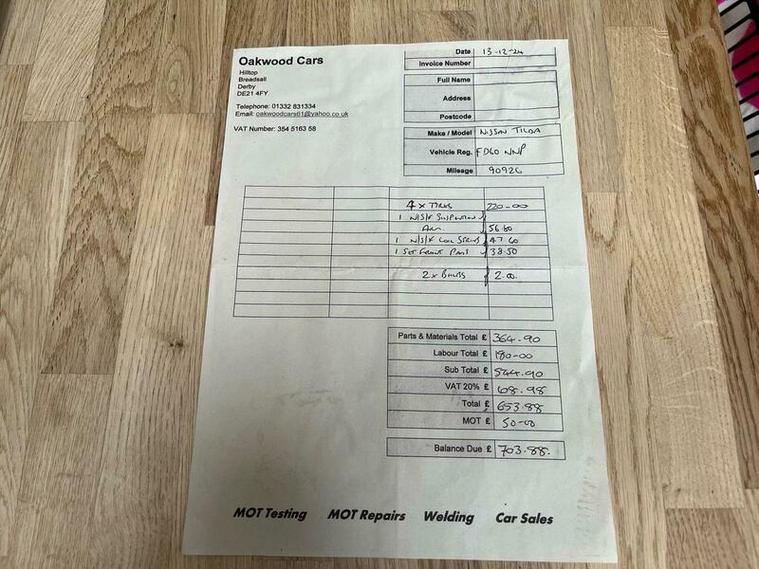 Oakwood Cars
Hilltop
Breadsall
Derby
DE21 4FY
Telephone: 01332 831334
Email: oakwoodcars61@yahoo.co.uk
VAT Number: 354 5163 58
Date 13-12-24
Invoice Number
Full Name
Address
Postcode
Make / Model NISSAN TILDA
Vehicle Reg. FD60 NNP
Mileage 90926
4 x TYRES 220-00
1 N/S/F SUSPENSION
ARM 56.80
1 N/S/F COIL SPRING 47.60
1 SET FRONT PADS 38.50
2 x BULBS 2.00
Parts & Materials Total £ 364.90
Labour Total £ 180-00
Sub Total £ 544.90
VAT 20% £ 108.98
Total £ 653.88
MOT £ 50-00
Balance Due £ 703.88.
MOT Testing MOT Repairs Welding Car Sales